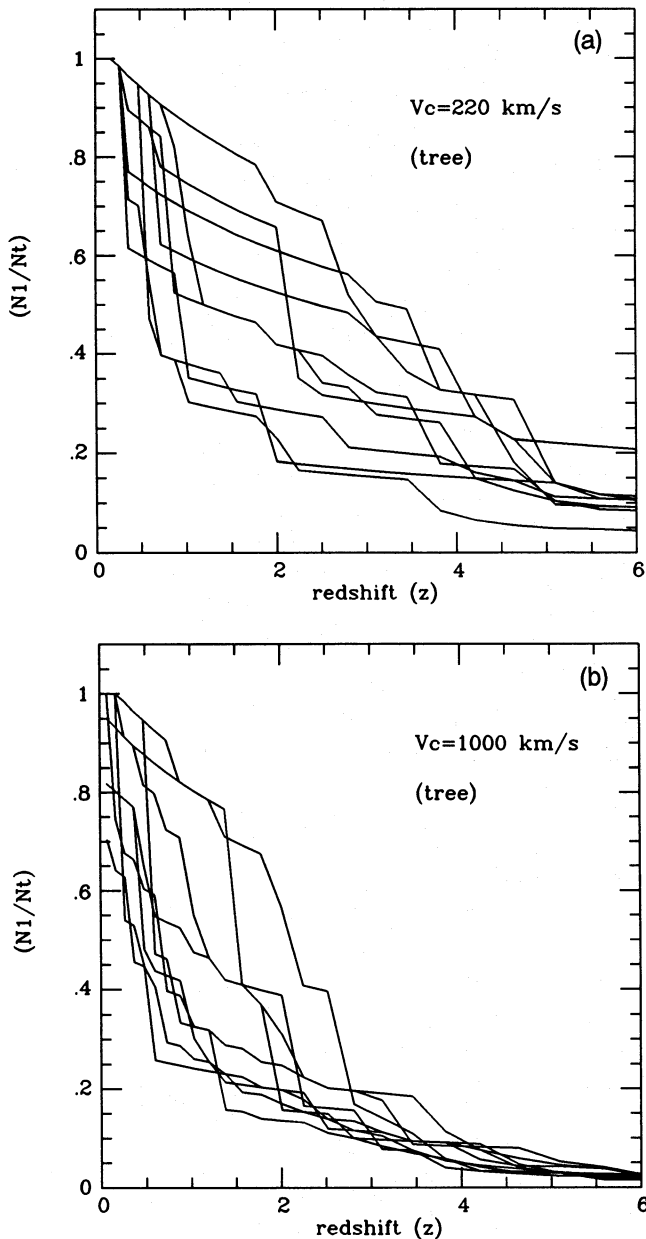 (a)
Vc=220 km/s
(tree)
(N1/Nt)
1
.8
.6
.4
.2
0
0 2 4 6
redshift (z)
(b)
Vc=1000 km/s
(tree)
(N1/Nt)
1
.8
.6
.4
.2
0
0 2 4 6
redshift (z)